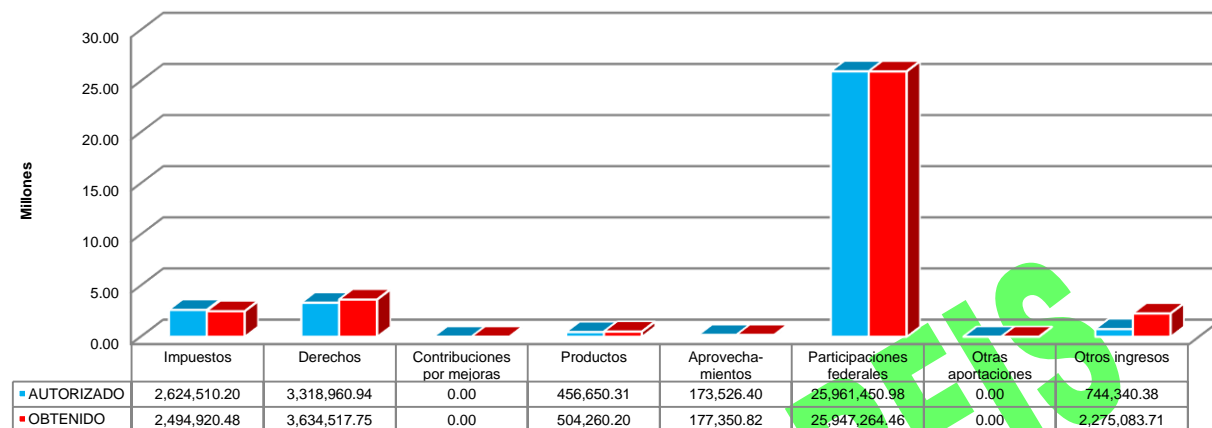 30.00
25.00
20.00
15.00
10.00
5.00
0.00
Millones
Impuestos Derechos Contribuciones por mejoras Productos Aprovecha-mientos Participaciones federales Otras aportaciones Otros ingresos
AUTORIZADO 2,624,510.20 3,318,960.94 0.00 456,650.31 173,526.40 25,961,450.98 0.00 744,340.38
OBTENIDO 2,494,920.48 3,634,517.75 0.00 504,260.20 177,350.82 25,947,264.46 0.00 2,275,083.71